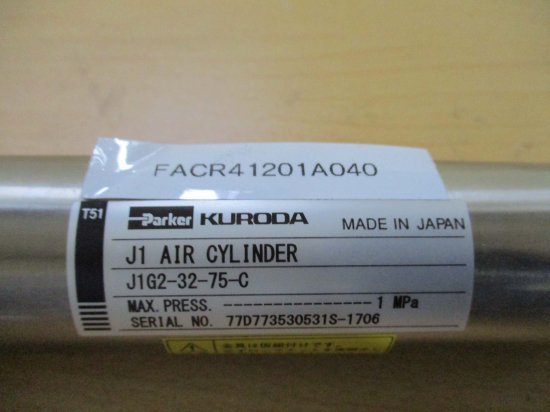 FACR41201A040
T51
Parker KURODA MADE IN JAPAN
J1 AIR CYLINDER
J1G2-32-75-C
MAX. PRESS. ---------------- 1 MPa
SERIAL NO. 77D773530531S-1706